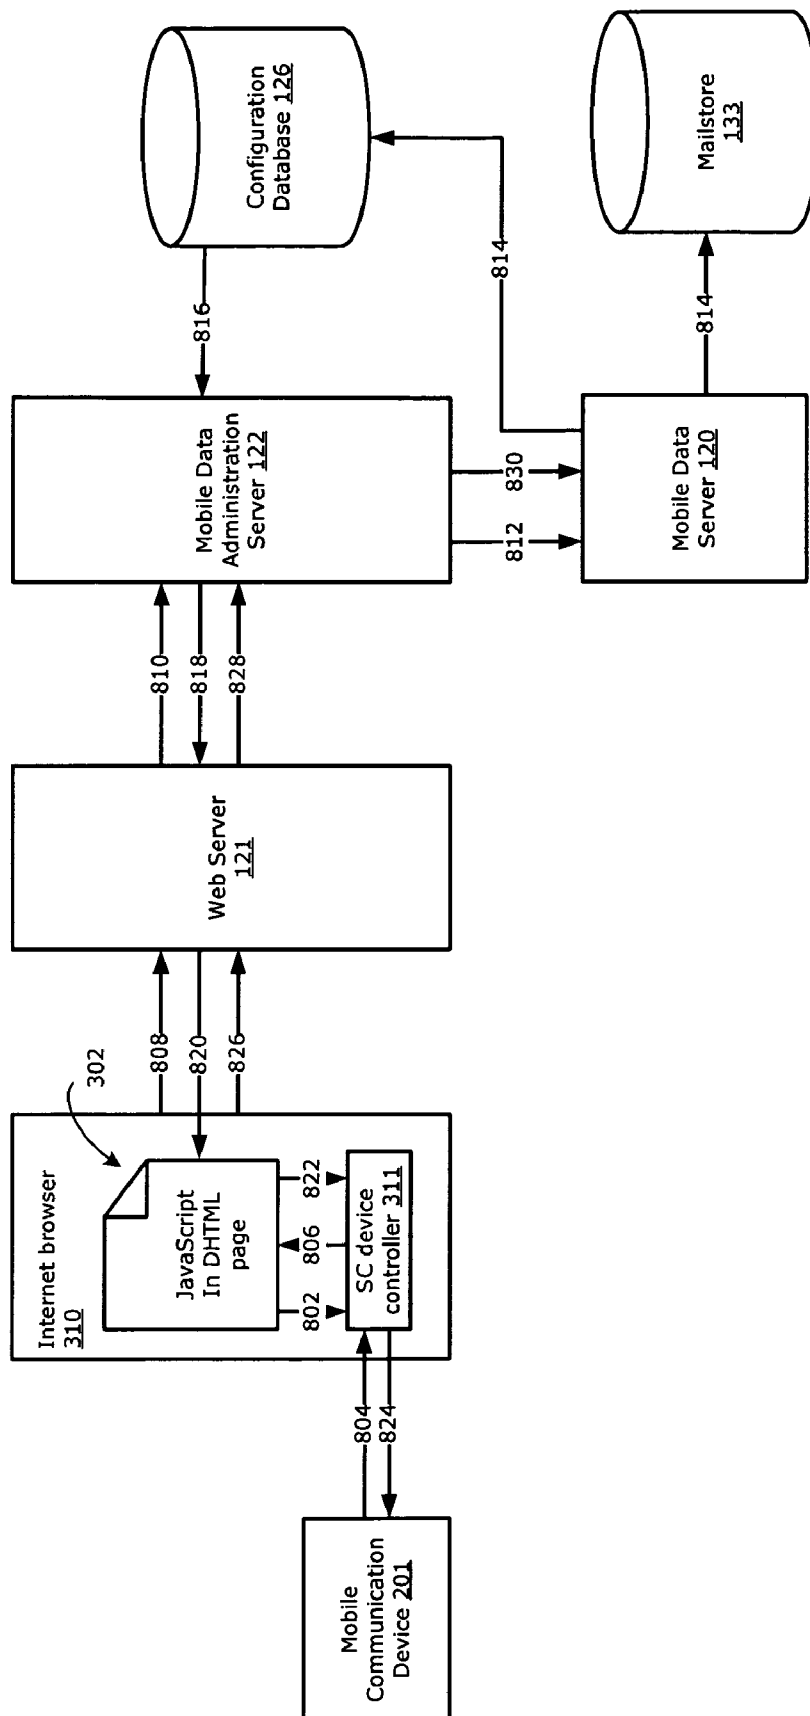 Mobile
Communication
Device 201
804
824
Internet browser
310
302
JavaScript
In DHTML
page
802
806
822
SC device
controller 311
808
820
826
Web Server
121
810
818
828
Mobile Data
Administration
Server 122
816
Configuration
Database 126
812
830
Mobile Data
Server 120
814
814
Mailstore
133